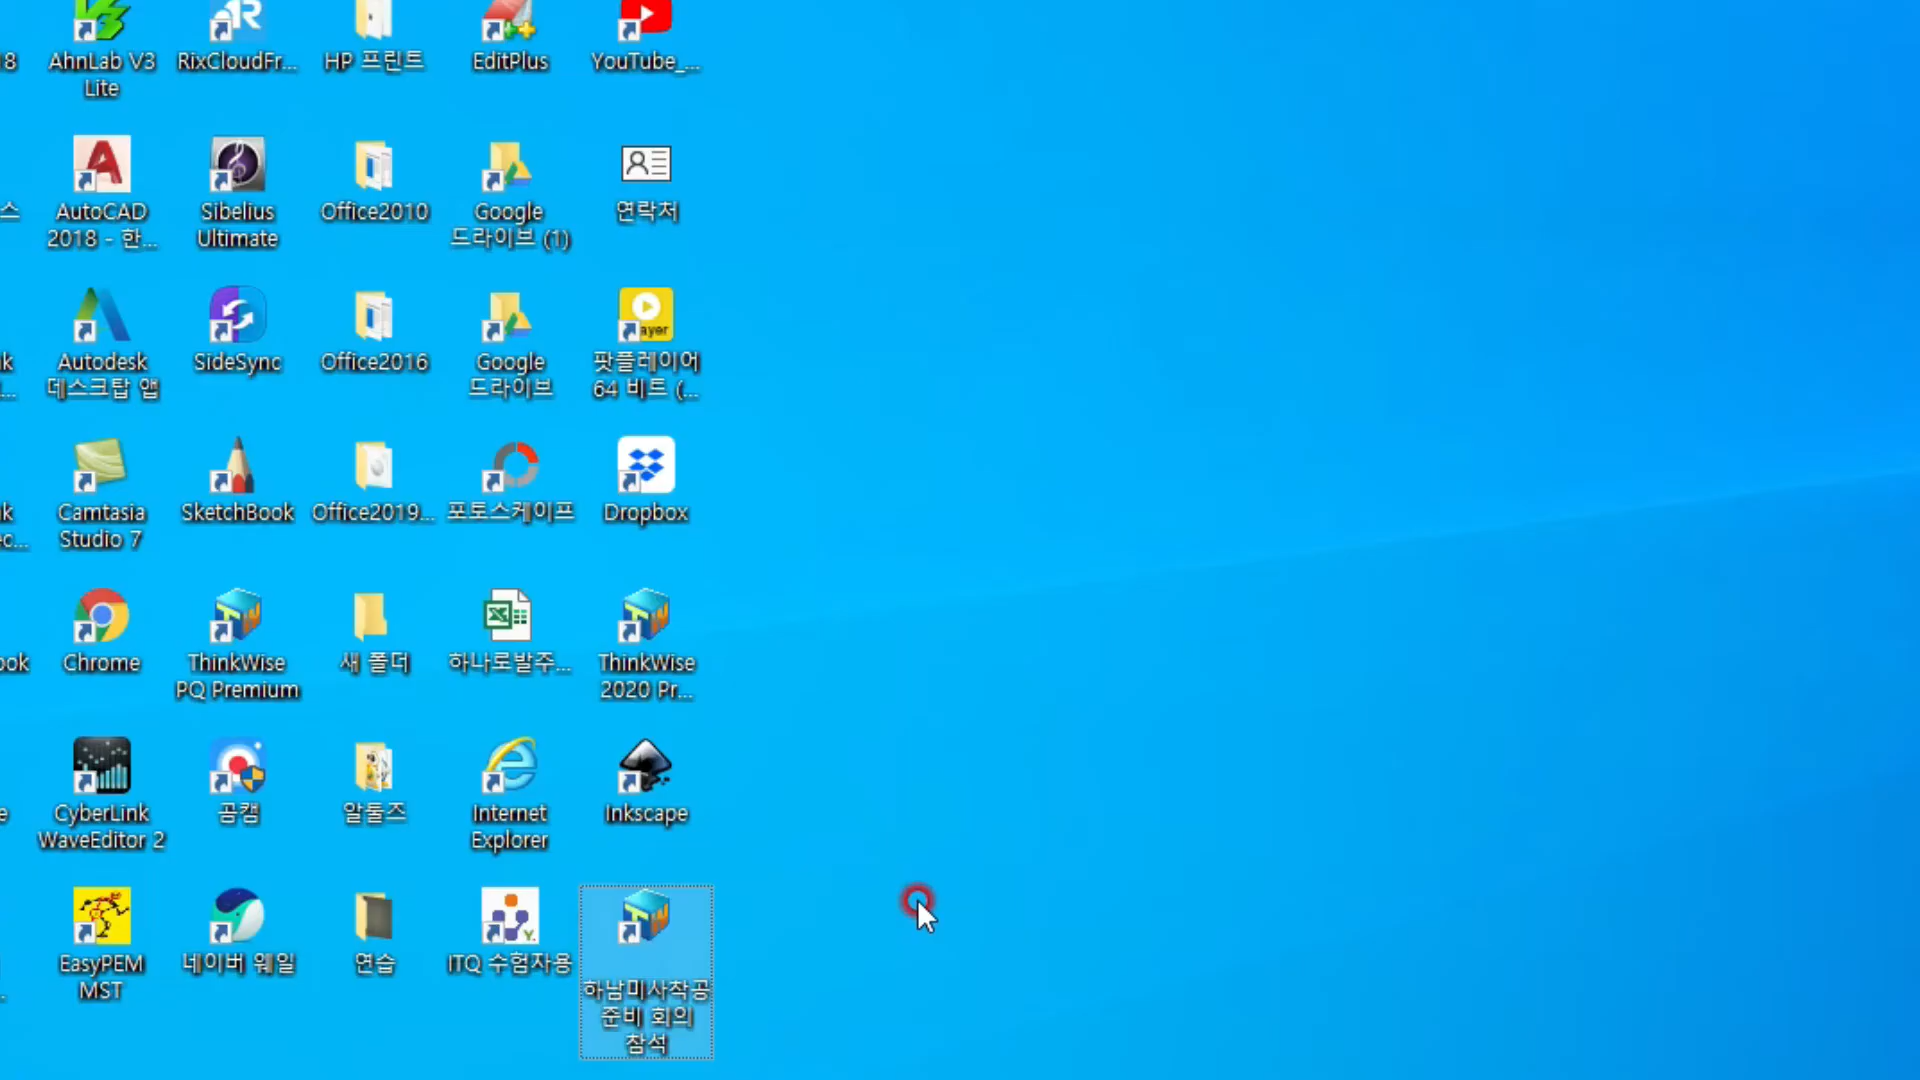 18
AhnLab V3
Lite
RixCloudFr...
HP 프린트
EditPlus
YouTube_...
스
AutoCAD
2018 - 한...
Sibelius
Ultimate
Office2010
Google
드라이브 (1)
연락처
Autodesk
데스크탑 앱
SideSync
Office2016
Google
드라이브
ayer
팟플레이어
64 비트 (...
Camtasia
Studio 7
SketchBook
Office2019...
포토스케이프
Dropbox
ook
Chrome
ThinkWise
PQ Premium
새 폴더
하나로발주...
ThinkWise
2020 Pr...
CyberLink
WaveEditor 2
곰캠
알툴즈
Internet
Explorer
Inkscape
EasyPEM
MST
네이버 웨일
연습
ITQ 수험자용
하남미사착공
준비 회의
참석